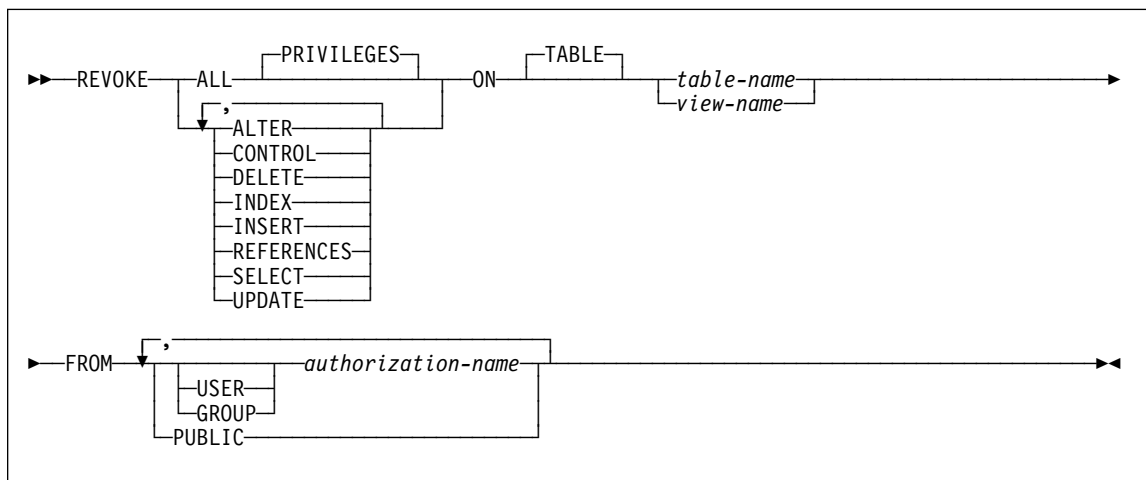 PRIVILEGES TABLE
REVOKE ALL ON table-name
, view-name
ALTER
CONTROL
DELETE
INDEX
INSERT
REFERENCES
SELECT
UPDATE
,
FROM authorization-name
USER
GROUP
PUBLIC